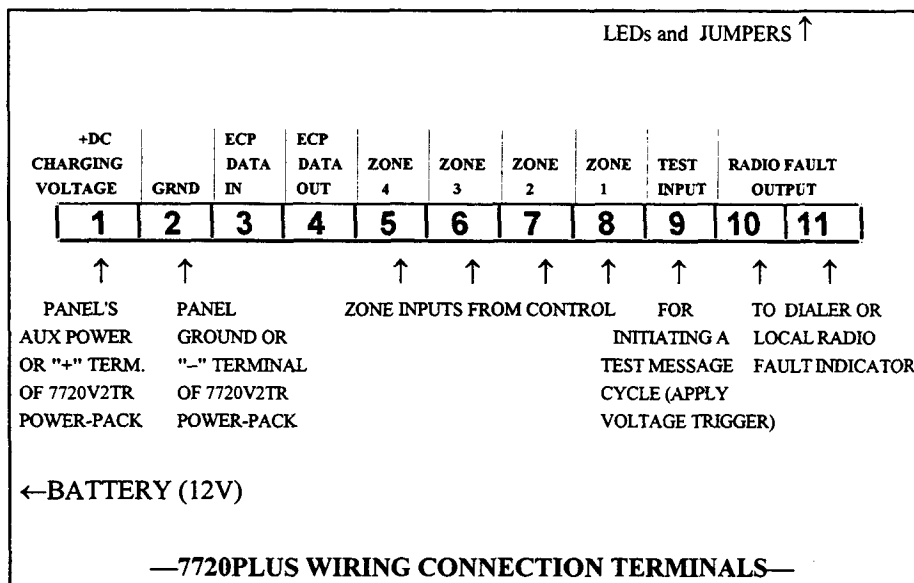 LEDs and JUMPERS ↑
+DC CHARGING VOLTAGE
GRND
ECP DATA IN
ECP DATA OUT
ZONE 4
ZONE 3
ZONE 2
ZONE 1
TEST INPUT
RADIO FAULT OUTPUT
1 2 3 4 5 6 7 8 9 10 11
↑ ↑ ↑ ↑ ↑ ↑ ↑ ↑ ↑
PANEL'S
AUX POWER
OR "+" TERM.
OF 7720V2TR
POWER-PACK
PANEL
GROUND OR
"–" TERMINAL
OF 7720V2TR
POWER-PACK
ZONE INPUTS FROM CONTROL
FOR
INITIATING A
TEST MESSAGE
CYCLE (APPLY
VOLTAGE TRIGGER)
TO DIALER OR
LOCAL RADIO
FAULT INDICATOR
←BATTERY (12V)
—7720PLUS WIRING CONNECTION TERMINALS—